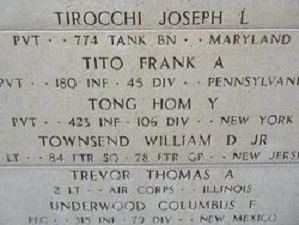 TIROCCHI JOSEPH L
PVT · · 774 TANK BN · · MARYLAND
TITO FRANK A
PVT · · 180 INF · 45 DIV · · PENNSYLVANI
TONG HOM Y
PVT · · 423 INF · 106 DIV · · NEW YORK
TOWNSEND WILLIAM D JR
LT · · 84 FTR SQ · 78 FTR GP · · NEW JERSE
TREVOR THOMAS A
2 LT · · AIR CORPS · · ILLINOIS
UNDERWOOD COLUMBUS F
PFC · · 315 INF · 79 DIV · · NEW MEXICO